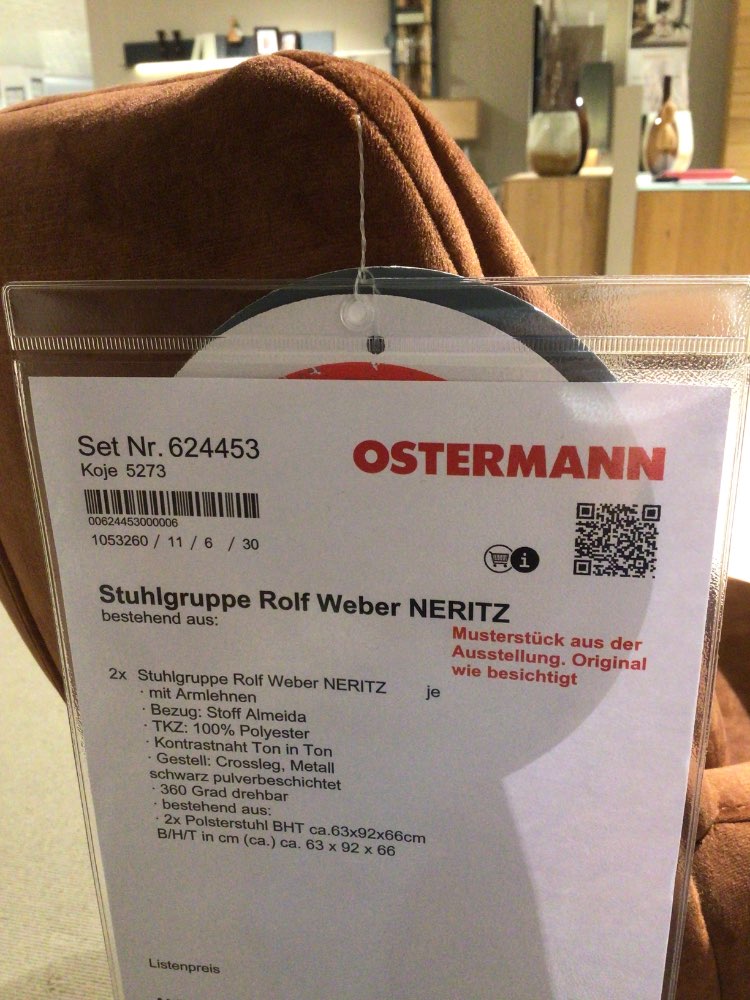 Set Nr. 624453
Koje 5273
OSTERMANN
00624453000006
1053260 / 11 / 6 / 30
i
Stuhlgruppe Rolf Weber NERITZ
bestehend aus:
Musterstück aus der
Ausstellung. Original
wie besichtigt
2x Stuhlgruppe Rolf Weber NERITZ je
· mit Armlehnen
· Bezug: Stoff Almeida
· TKZ: 100% Polyester
· Kontrastnaht Ton in Ton
· Gestell: Crossleg, Metall
schwarz pulverbeschichtet
· 360 Grad drehbar
· bestehend aus:
· 2x Polsterstuhl BHT ca.63x92x66cm
B/H/T in cm (ca.) ca. 63 x 92 x 66
Listenpreis